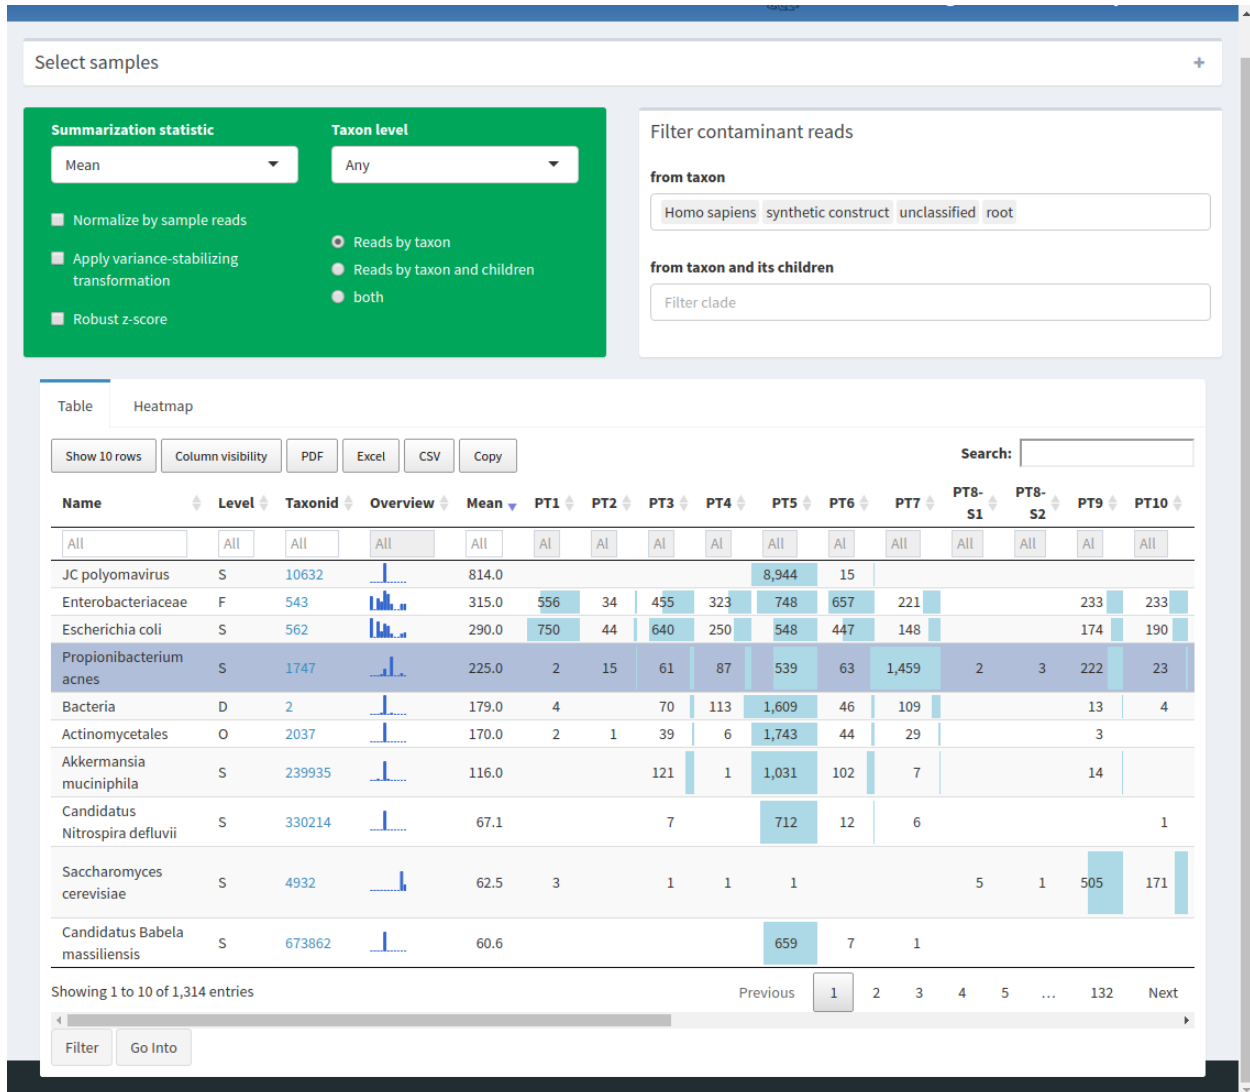 Select samples +
Summarization statistic Taxon level
Mean Any
Normalize by sample reads
Apply variance-stabilizing
transformation
Robust z-score
Reads by taxon
Reads by taxon and children
both
Filter contaminant reads
from taxon
Homo sapiens synthetic construct unclassified root
from taxon and its children
Filter clade
Table Heatmap
Show 10 rows Column visibility PDF Excel CSV Copy Search:
Name Level Taxonid Overview Mean PT1 PT2 PT3 PT4 PT5 PT6 PT7 PT8-S1 PT8-S2 PT9 PT10
All All All All All Al Al Al Al All Al All All All Al All
JC polyomavirus S 10632 814.0 8,944 15
Enterobacteriaceae F 543 315.0 556 34 455 323 748 657 221 233 233
Escherichia coli S 562 290.0 750 44 640 250 548 447 148 174 190
Propionibacterium
acnes S 1747 225.0 2 15 61 87 539 63 1,459 2 3 222 23
Bacteria D 2 179.0 4 70 113 1,609 46 109 13 4
Actinomycetales O 2037 170.0 2 1 39 6 1,743 44 29 3
Akkermansia
muciniphila S 239935 116.0 121 1 1,031 102 7 14
Candidatus
Nitrospira defluvii S 330214 67.1 7 712 12 6 1
Saccharomyces
cerevisiae S 4932 62.5 3 1 1 1 5 1 505 171
Candidatus Babela
massiliensis S 673862 60.6 659 7 1
Showing 1 to 10 of 1,314 entries Previous 1 2 3 4 5 ... 132 Next
Filter Go Into